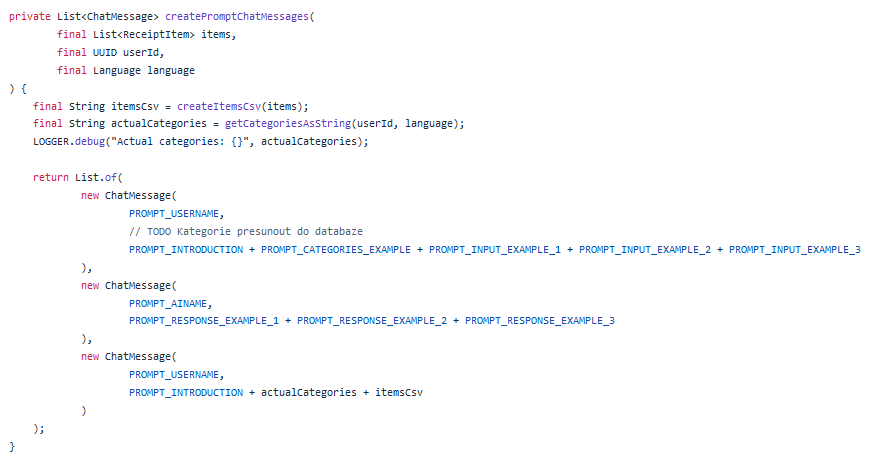 private List<ChatMessage> createPromptChatMessages(
        final List<ReceiptItem> items,
        final UUID userId,
        final Language language
) {
    final String itemsCsv = createItemsCsv(items);
    final String actualCategories = getCategoriesAsString(userId, language);
    LOGGER.debug("Actual categories: {}", actualCategories);

    return List.of(
            new ChatMessage(
                    PROMPT_USERNAME,
                    // TODO Kategorie presunout do databaze
                    PROMPT_INTRODUCTION + PROMPT_CATEGORIES_EXAMPLE + PROMPT_INPUT_EXAMPLE_1 + PROMPT_INPUT_EXAMPLE_2 + PROMPT_INPUT_EXAMPLE_3
            ),
            new ChatMessage(
                    PROMPT_AINAME,
                    PROMPT_RESPONSE_EXAMPLE_1 + PROMPT_RESPONSE_EXAMPLE_2 + PROMPT_RESPONSE_EXAMPLE_3
            ),
            new ChatMessage(
                    PROMPT_USERNAME,
                    PROMPT_INTRODUCTION + actualCategories + itemsCsv
            )
    );
}